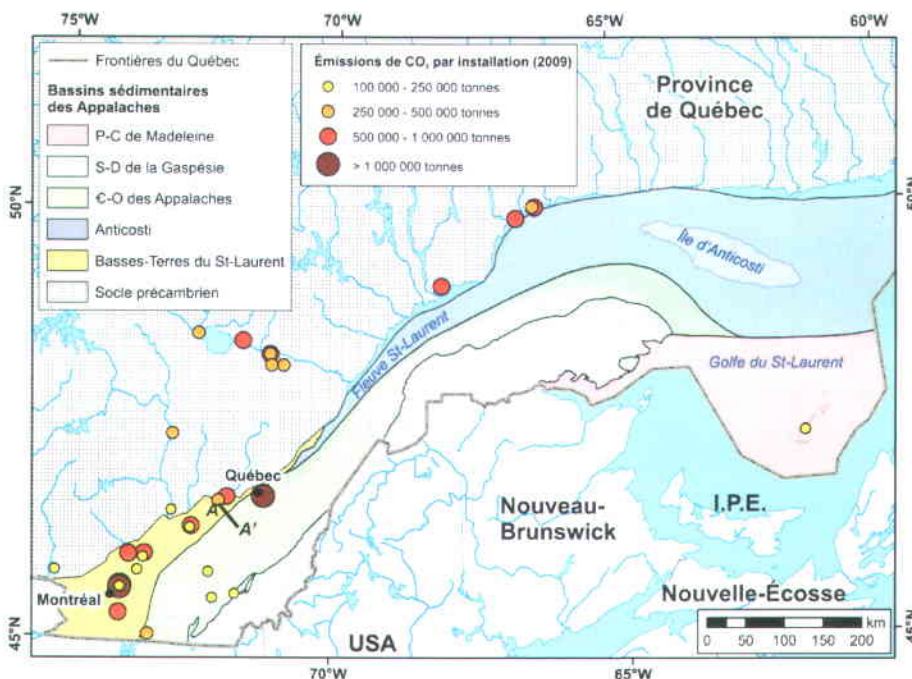 75°W
70°W
65°W
60°W
Frontières du Québec
Bassins sédimentaires
des Appalaches
P-C de Madeleine
S-D de la Gaspésie
Є-O des Appalaches
Anticosti
Basses-Terres du St-Laurent
Socle précambrien
Émissions de CO₂ par installation (2009)
100 000 - 250 000 tonnes
250 000 - 500 000 tonnes
500 000 - 1 000 000 tonnes
> 1 000 000 tonnes
Province
de Québec
50°N
50°N
Île d'Anticosti
Fleuve St-Laurent
Golfe du St-Laurent
Québec
A
A'
Nouveau-
Brunswick
I.P.E.
Montréal
Nouvelle-Écosse
USA
km
0 50 100 150 200
45°N
70°W
65°W